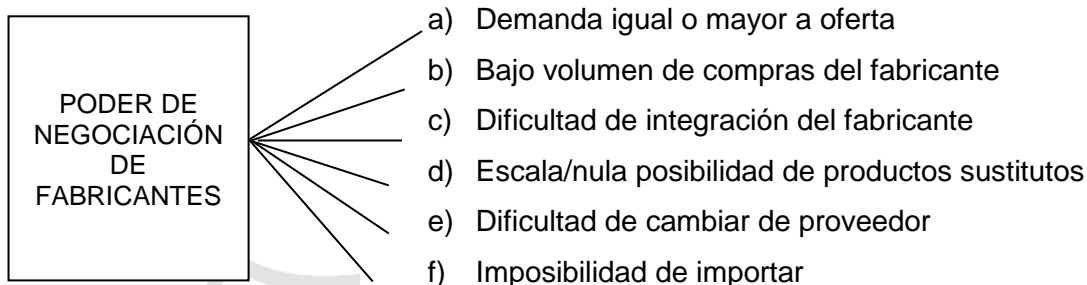 PODER DE
NEGOCIACIÓN
DE
FABRICANTES
a) Demanda igual o mayor a oferta
b) Bajo volumen de compras del fabricante
c) Dificultad de integración del fabricante
d) Escala/nula posibilidad de productos sustitutos
e) Dificultad de cambiar de proveedor
f) Imposibilidad de importar